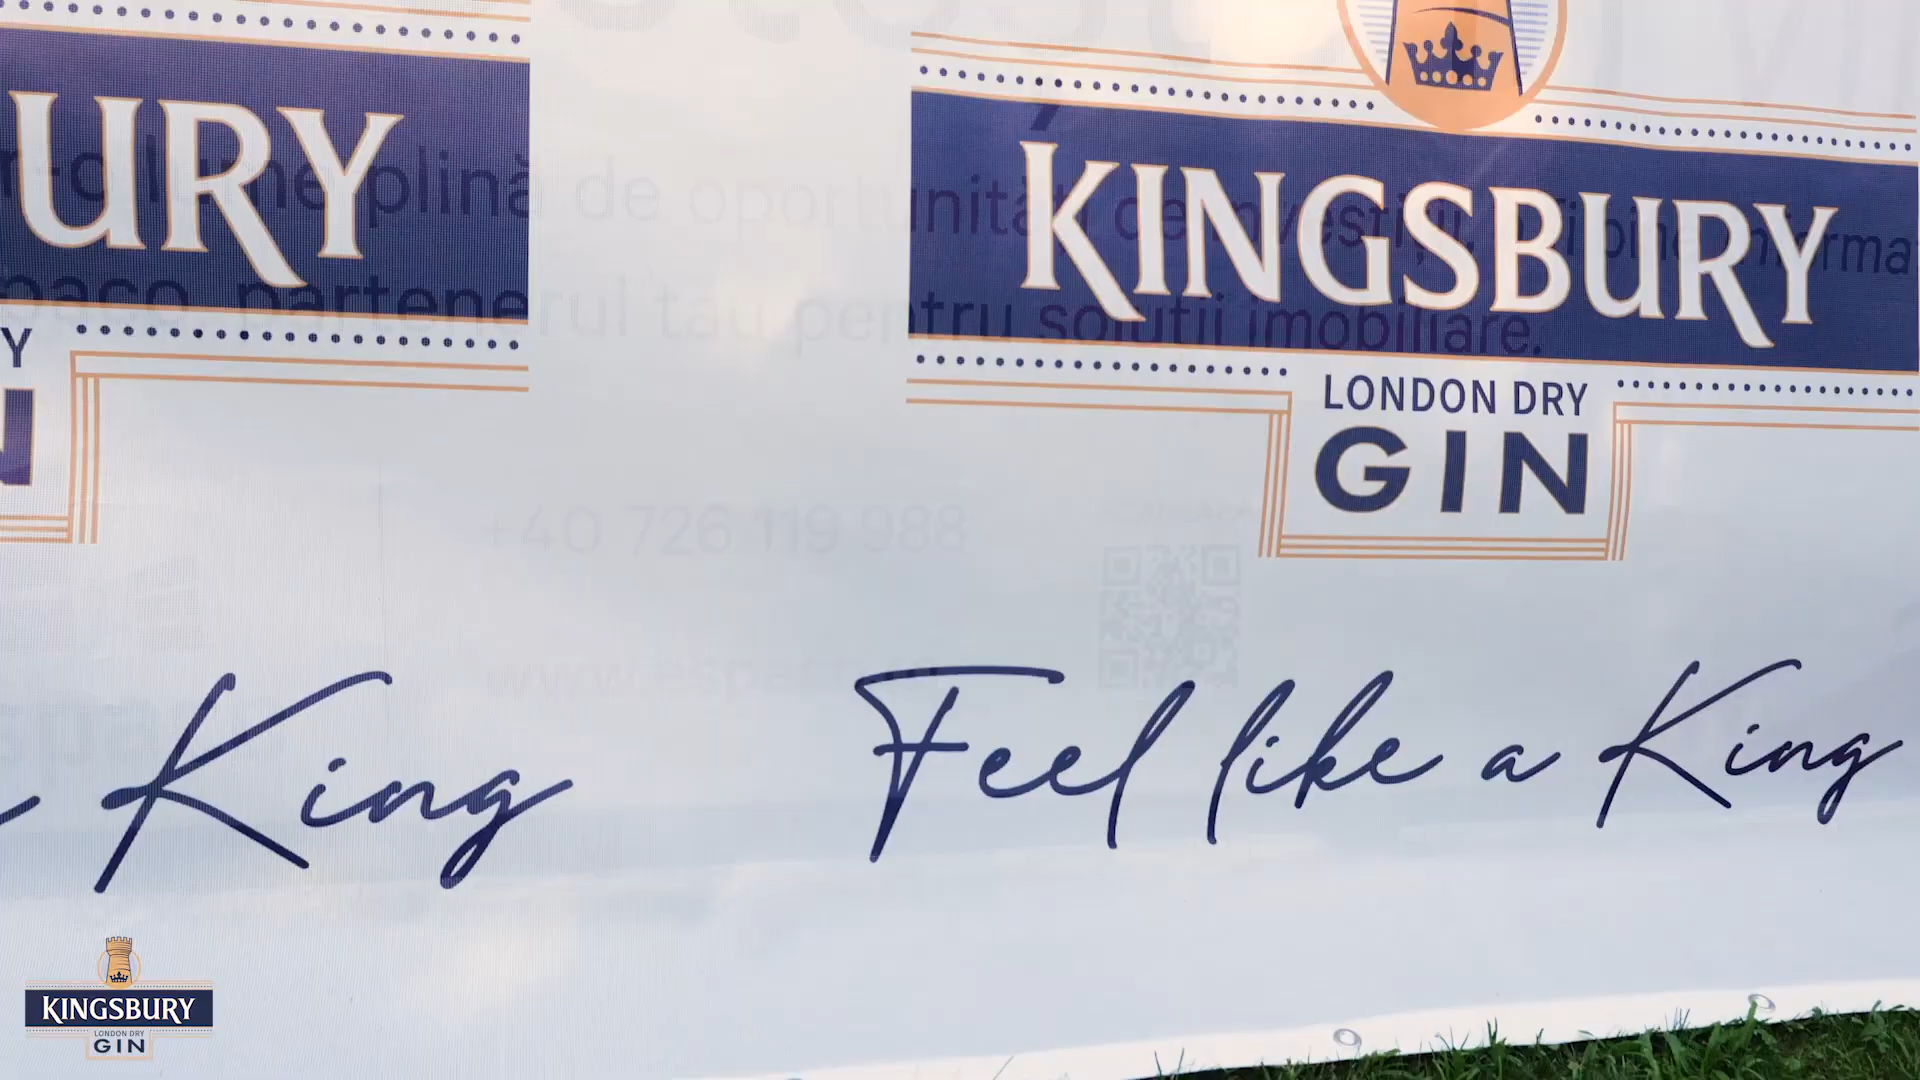 URY
KINGSBURY
LONDON DRY
GIN
plină de oportunităț
partenerul tău pentru soluții imobiliare.
+40 726 119 988
King
Feel like a King
KINGSBURY
LONDON DRY
GIN